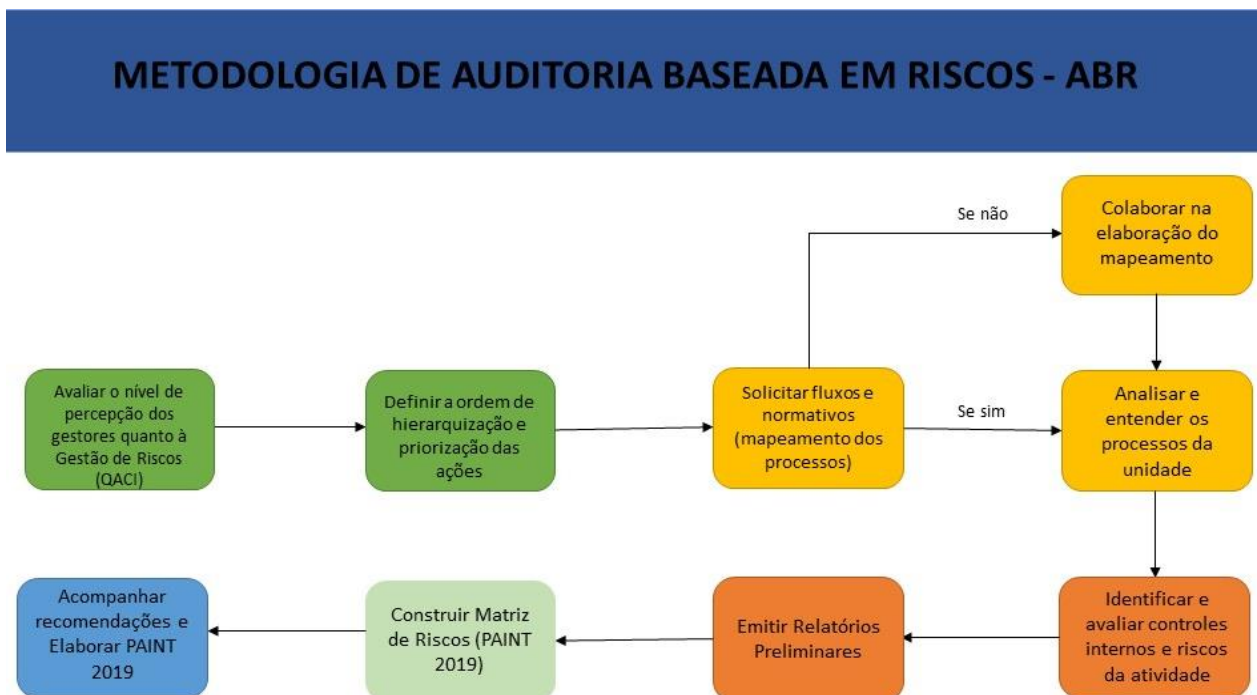 METODOLOGIA DE AUDITORIA BASEADA EM RISCOS - ABR
Se não
Colaborar na
elaboração do
mapeamento
Avaliar o nível de
percepção dos
gestores quanto à
Gestão de Riscos
(QACI)
Definir a ordem de
hierarquização e
priorização das
ações
Solicitar fluxos e
normativos
(mapeamento dos
processos)
Se sim
Analisar e
entender os
processos da
unidade
Acompanhar
recomendações e
Elaborar PAINT
2019
Construir Matriz
de Riscos (PAINT
2019)
Emitir Relatórios
Preliminares
Identificar e
avaliar controles
internos e riscos
da atividade